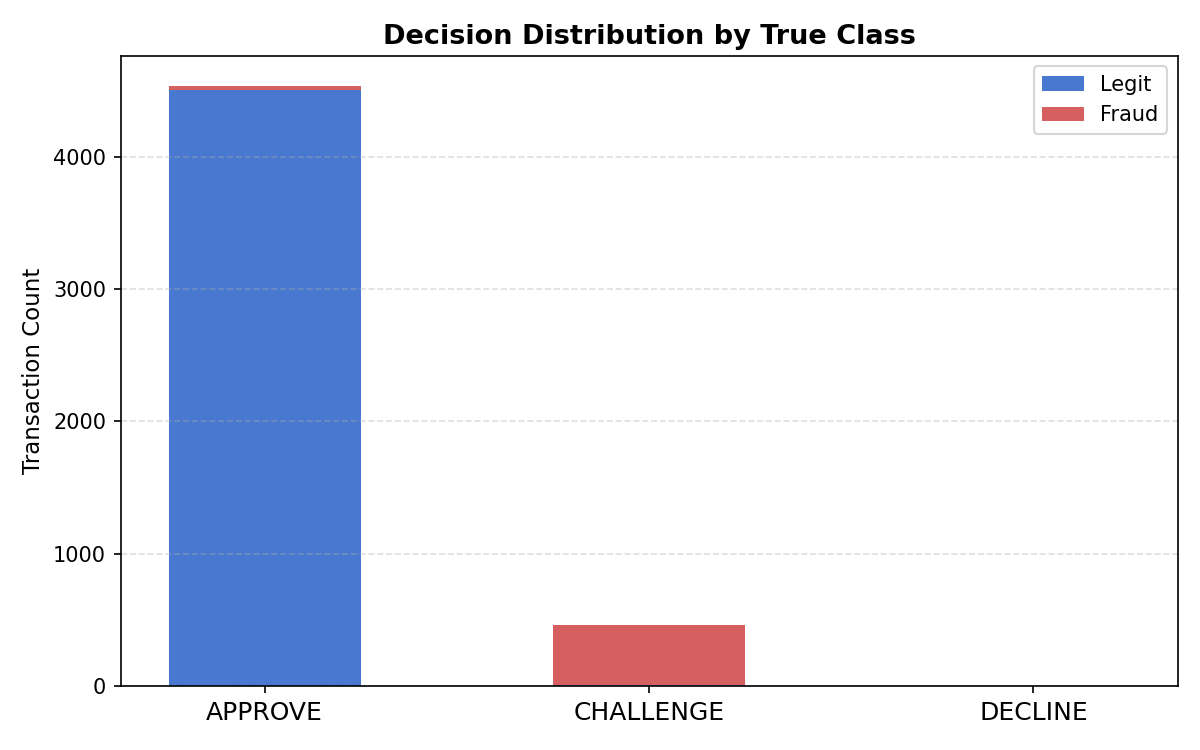 Decision Distribution by True Class
Legit
Fraud
Transaction Count
4000
3000
2000
1000
0
APPROVE
CHALLENGE
DECLINE